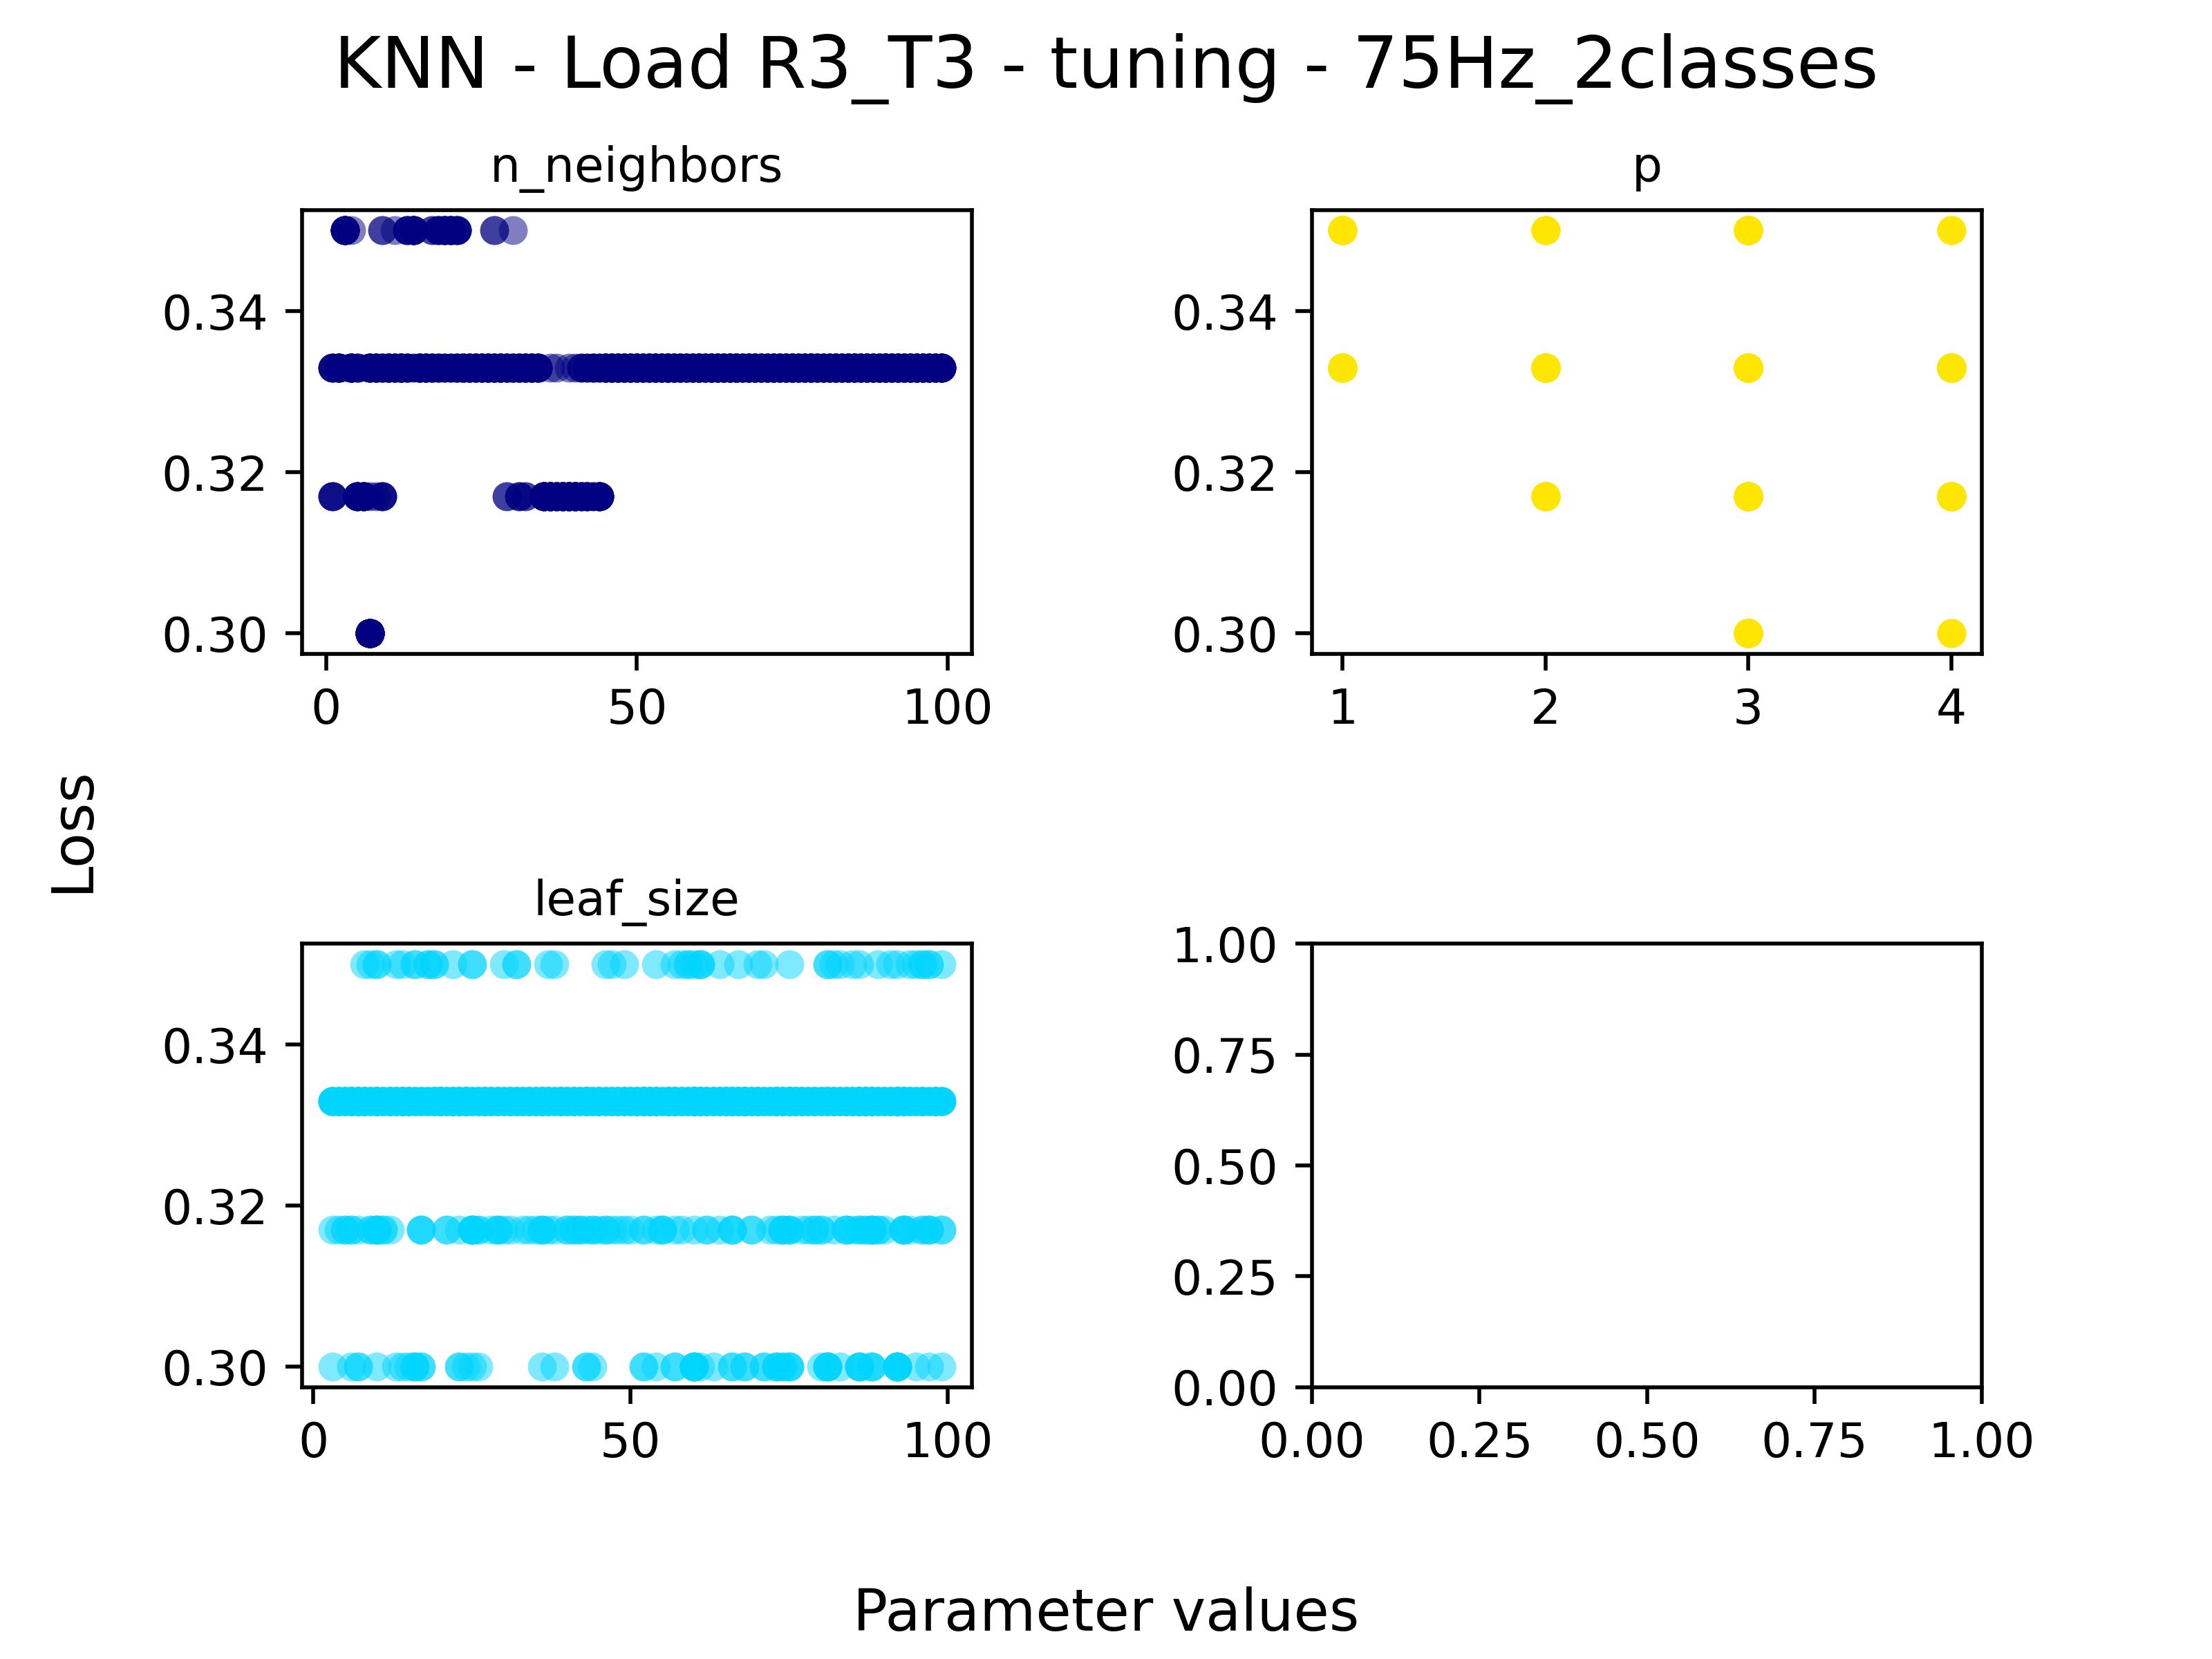 KNN - Load R3_T3 - tuning - 75Hz_2classes
n_neighbors
0.34
0.32
0.30
0 50 100
p
0.34
0.32
0.30
1 2 3 4
Loss
leaf_size
0.34
0.32
0.30
0 50 100
1.00
0.75
0.50
0.25
0.00
0.00 0.25 0.50 0.75 1.00
Parameter values